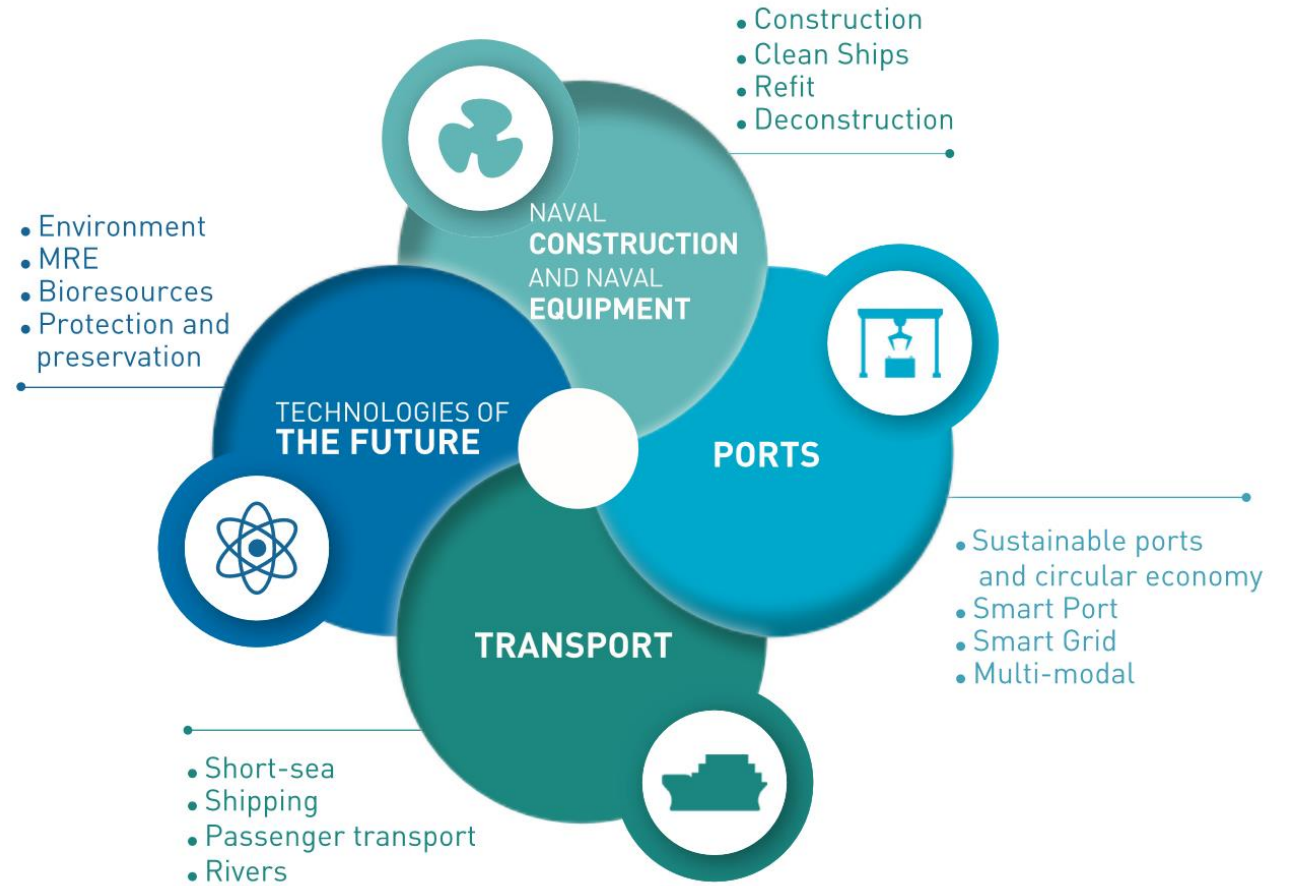 • Construction
• Clean Ships
• Refit
• Deconstruction
NAVAL
CONSTRUCTION
AND NAVAL
EQUIPMENT
• Environment
• MRE
• Bioresources
• Protection and
preservation
TECHNOLOGIES OF
THE FUTURE
PORTS
• Sustainable ports
and circular economy
• Smart Port
• Smart Grid
• Multi-modal
TRANSPORT
• Short-sea
• Shipping
• Passenger transport
• Rivers